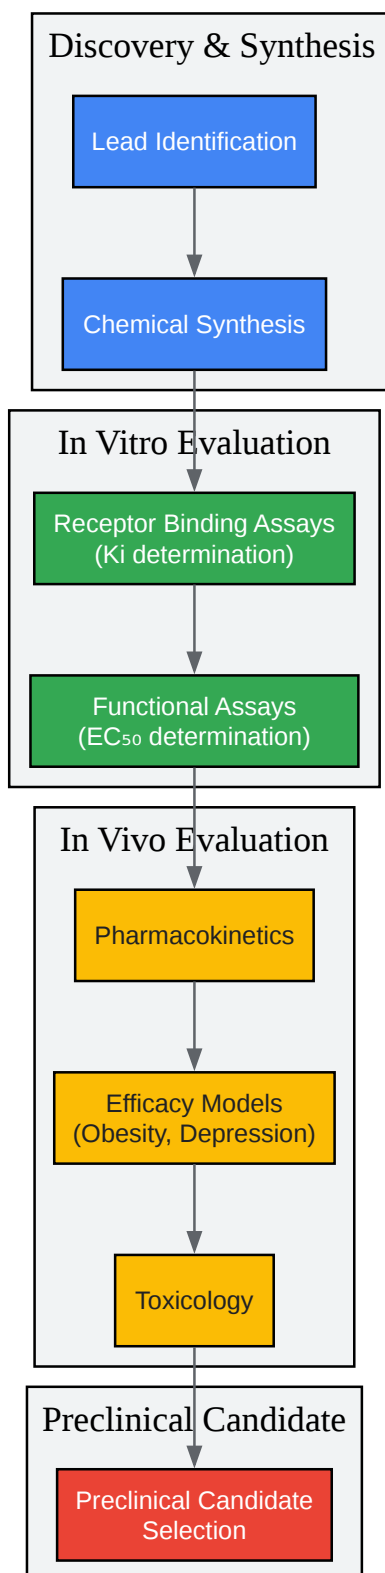 Discovery & Synthesis
Lead Identification
Chemical Synthesis
In Vitro Evaluation
Receptor Binding Assays
(Ki determination)
Functional Assays
(EC₅₀ determination)
In Vivo Evaluation
Pharmacokinetics
Efficacy Models
(Obesity, Depression)
Toxicology
Preclinical Candidate
Preclinical Candidate
Selection